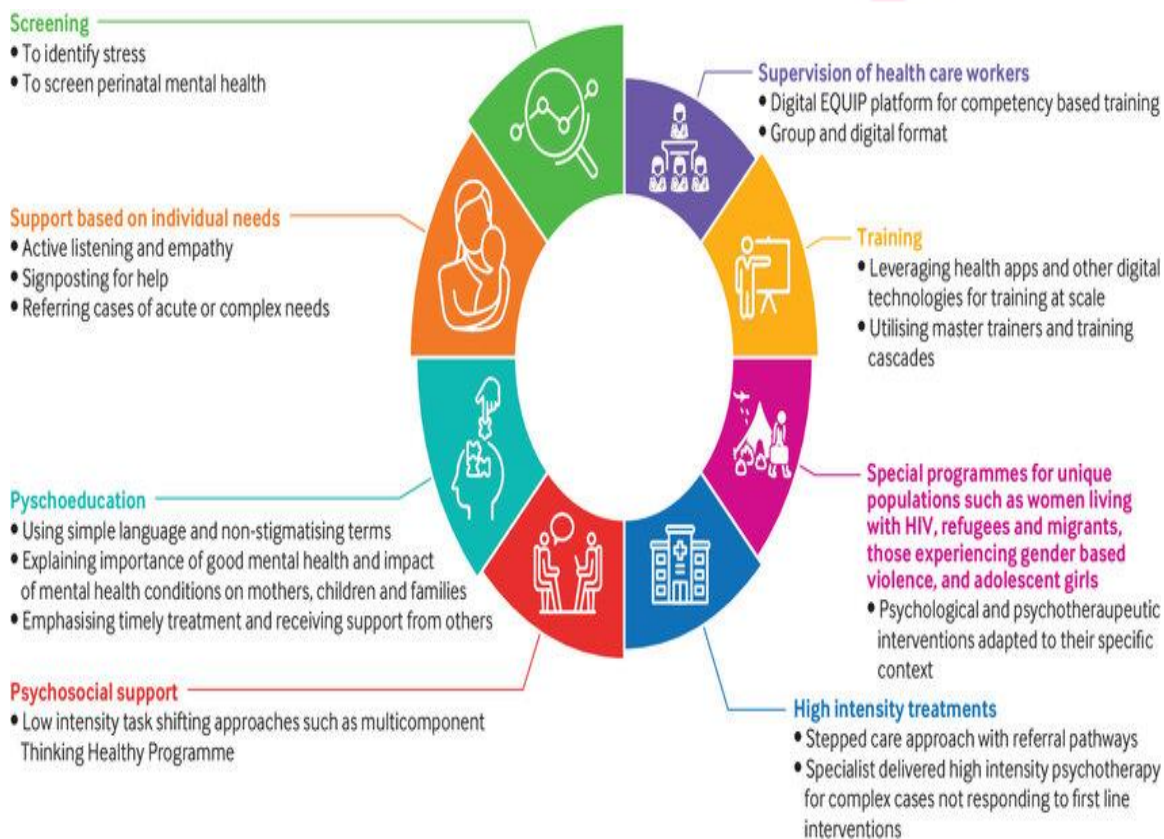 Screening
• To identify stress
• To screen perinatal mental health
Supervision of health care workers
• Digital EQUIP platform for competency based training
• Group and digital format
Support based on individual needs
• Active listening and empathy
• Signposting for help
• Referring cases of acute or complex needs
Training
• Leveraging health apps and other digital
technologies for training at scale
• Utilising master trainers and training
cascades
Pyschoeducation
• Using simple language and non-stigmatising terms
• Explaining importance of good mental health and impact
of mental health conditions on mothers, children and families
• Emphasising timely treatment and receiving support from others
Special programmes for unique
populations such as women living
with HIV, refugees and migrants,
those experiencing gender based
violence, and adolescent girls
• Psychological and psychotheraupeutic
interventions adapted to their specific
context
Psychosocial support
• Low intensity task shifting approaches such as multicomponent
Thinking Healthy Programme
High intensity treatments
• Stepped care approach with referral pathways
• Specialist delivered high intensity psychotherapy
for complex cases not responding to first line
interventions